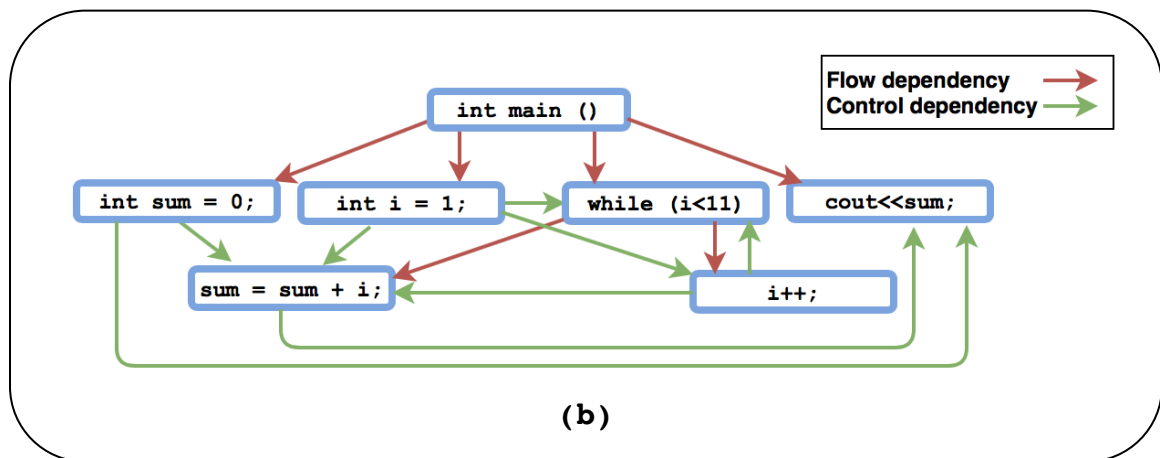 Flow dependency
Control dependency
int main ()
int sum = 0;
int i = 1;
while (i<11)
cout<<sum;
sum = sum + i;
i++;
(b)